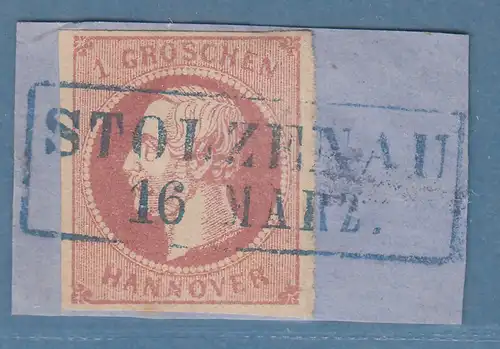 1 GROSCHEN
STOLZENAU
16 MÄRZ.
HANNOVER